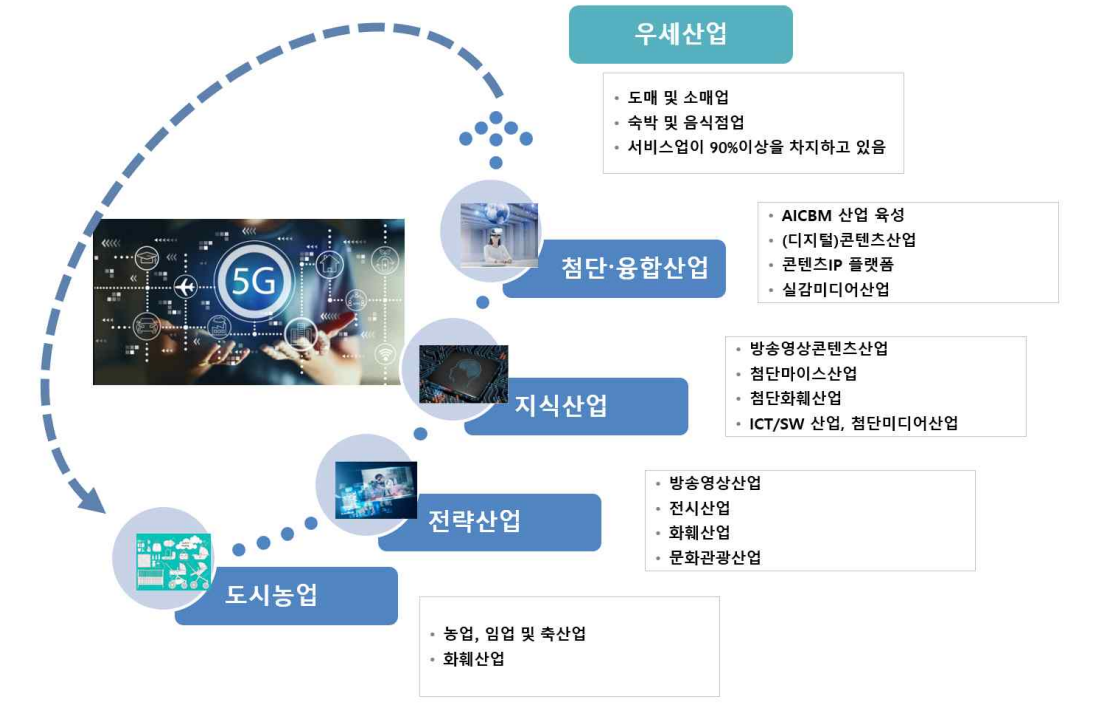 우세산업
• 도매 및 소매업
• 숙박 및 음식점업
• 서비스업이 90%이상을 차지하고 있음
첨단·융합산업
• AICBM 산업 육성
• (디지털)콘텐츠산업
• 콘텐츠IP 플랫폼
• 실감미디어산업
5G
지식산업
• 방송영상콘텐츠산업
• 첨단마이스산업
• 첨단화훼산업
• ICT/SW 산업, 첨단미디어산업
전략산업
• 방송영상산업
• 전시산업
• 화훼산업
• 문화관광산업
도시농업
• 농업, 임업 및 축산업
• 화훼산업